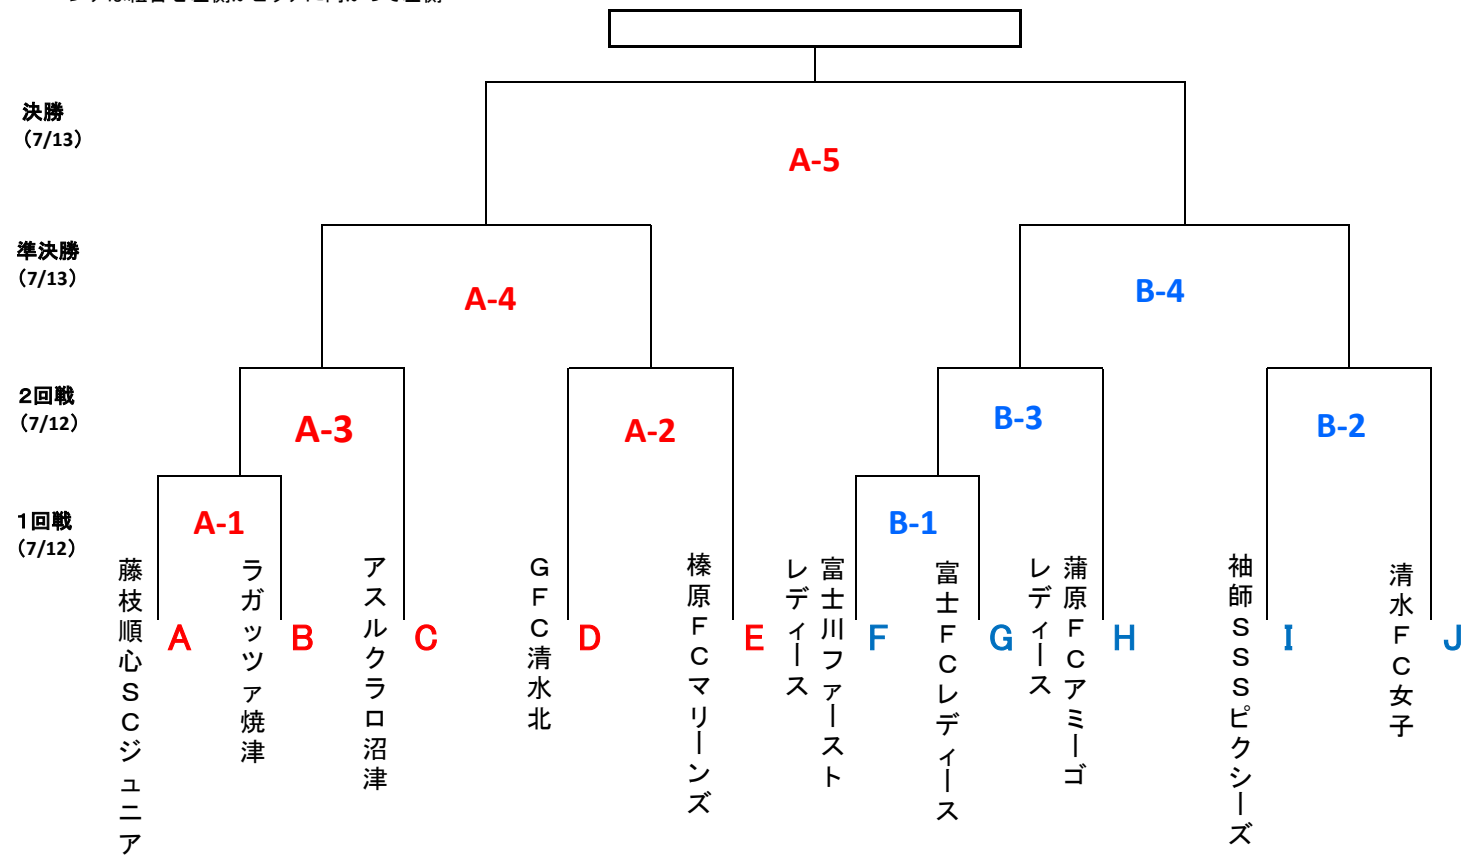 決勝
（7/13）
A-5
準決勝
（7/13）
A-4
B-4
２回戦
（7/12）
A-3
A-2
B-3
B-2
１回戦
（7/12）
A-1
B-1
藤枝順心ＳＣジュニア
A
ラガッツァ焼津
B
アスルクラロ沼津
C
ＧＦＣ清水北
D
榛原ＦＣマリーンズ
E
富士川ファースト
レディース
F
富士ＦＣレディース
G
蒲原ＦＣアミーゴ
レディース
H
袖師ＳＳＳピクシーズ
I
清水ＦＣ女子
J